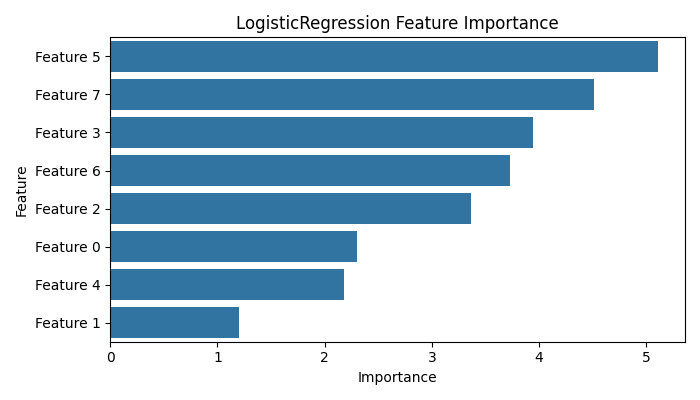 LogisticRegression Feature Importance
Feature
Feature 5
Feature 7
Feature 3
Feature 6
Feature 2
Feature 0
Feature 4
Feature 1
0 1 2 3 4 5
Importance